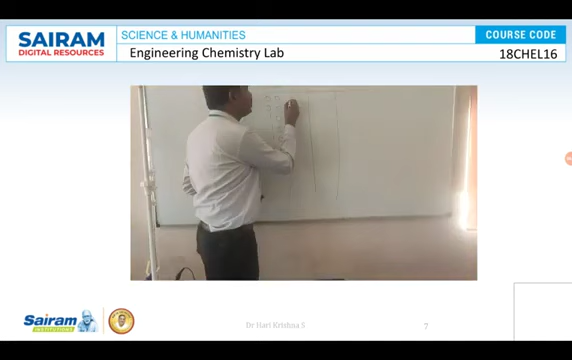 SAIRAM
DIGITAL RESOURCES
SCIENCE & HUMANITIES
Engineering Chemistry Lab
COURSE CODE
18CHEL16
Sairam
INSTITUTIONS
Dr Hari Krishna S
7